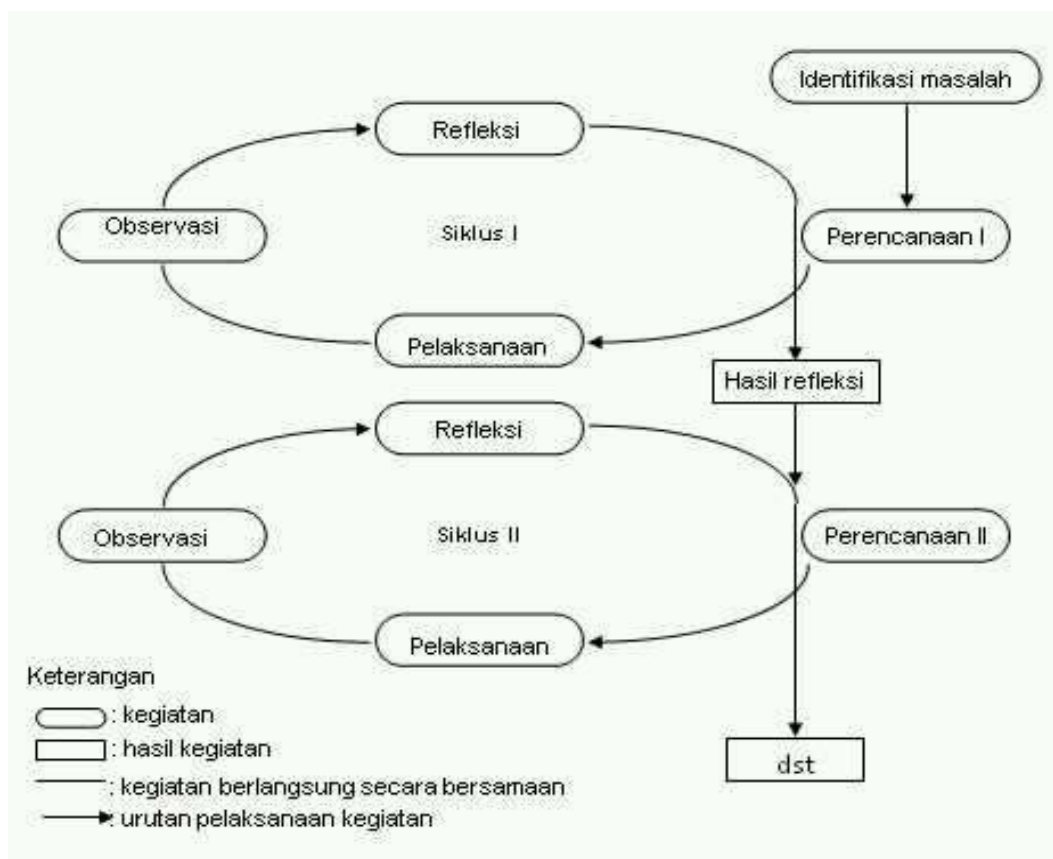 Identifikasi masalah
Refleksi
Observasi
Siklus I
Perencanaan I
Pelaksanaan
Hasil refleksi
Refleksi
Observasi
Siklus II
Perencanaan II
Pelaksanaan
Keterangan
: kegiatan
: hasil kegiatan
: kegiatan berlangsung secara bersamaan
: urutan pelaksanaan kegiatan
dst